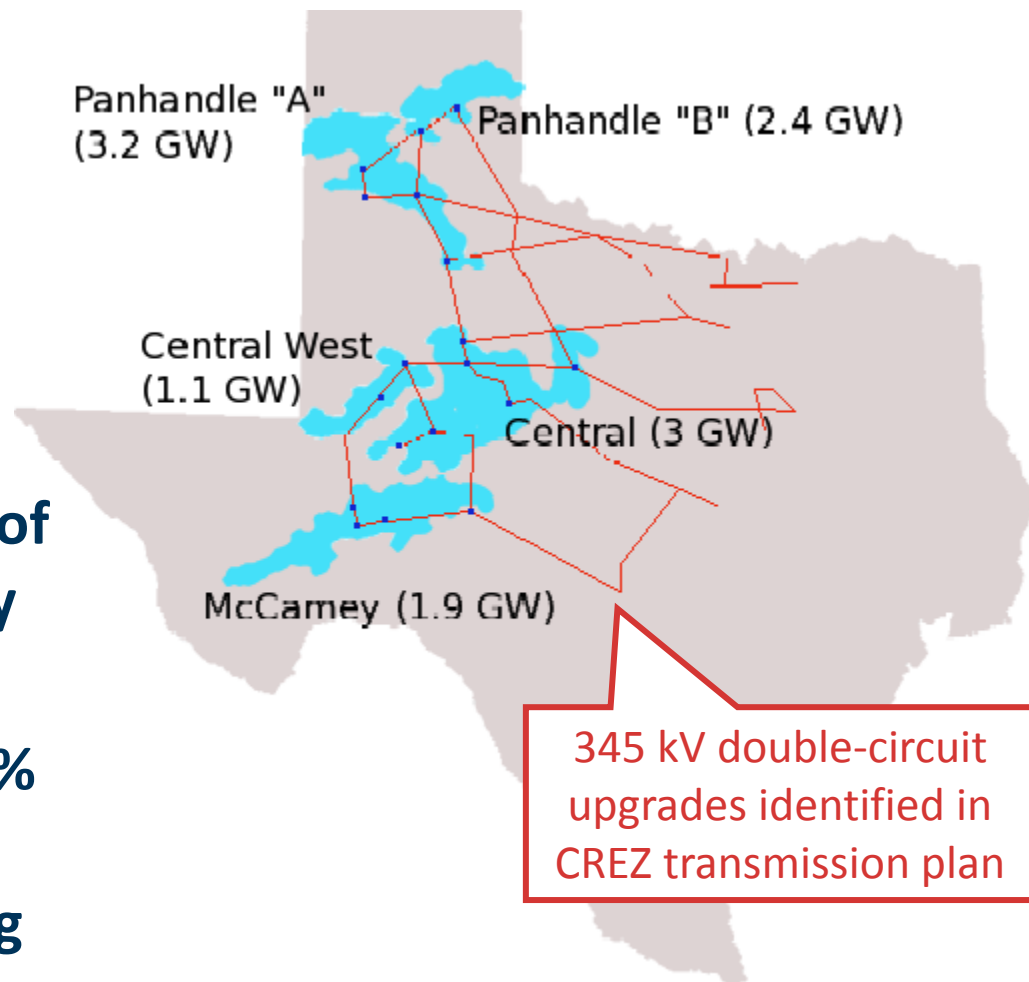 Panhandle "A"
(3.2 GW)
Panhandle "B" (2.4 GW)
Central West
(1.1 GW)
Central (3 GW)
of
McCamey (1.9 GW)
y
345 kV double-circuit
upgrades identified in
CREZ transmission plan
%
g